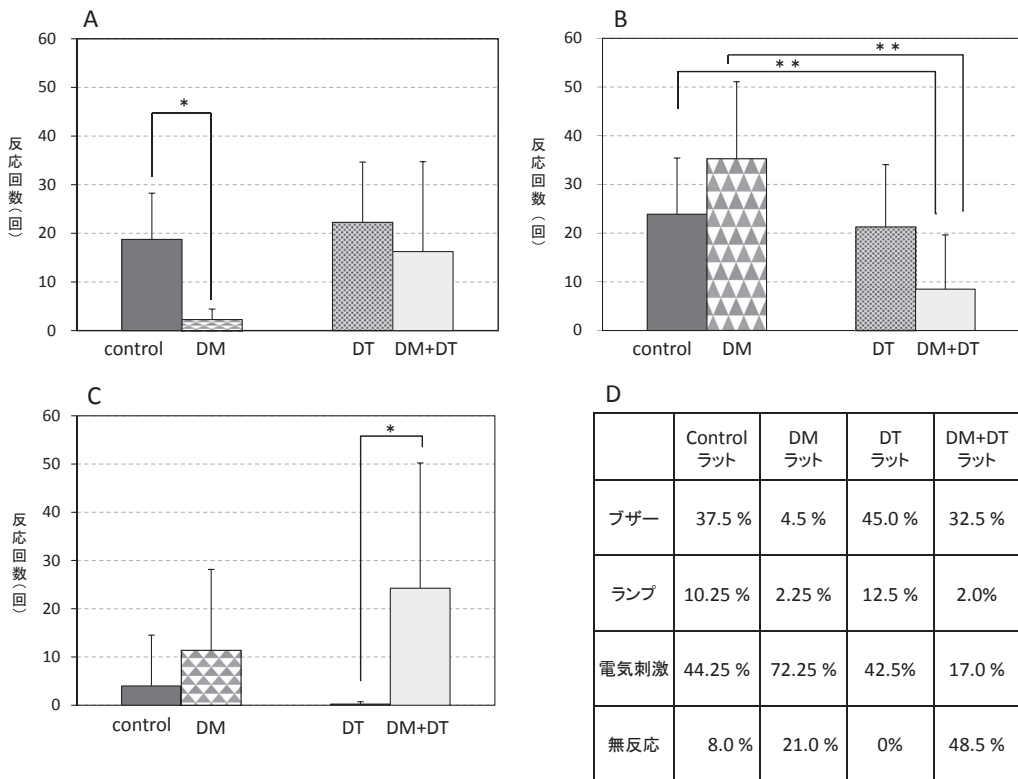 A
60
50
40
30
20
10
0
反応回数(回)
*
control DM DT DM+DT
B
60
50
40
30
20
10
0
反応回数(回)
* *
* *
control DM DT DM+DT
C
60
50
40
30
20
10
0
反応回数(回)
*
control DM DT DM+DT
D
Control ラット DM ラット DT ラット DM+DT ラット
ブザー 37.5 % 4.5 % 45.0 % 32.5 %
ランプ 10.25 % 2.25 % 12.5 % 2.0%
電気刺激 44.25 % 72.25 % 42.5% 17.0 %
無反応 8.0 % 21.0 % 0% 48.5 %